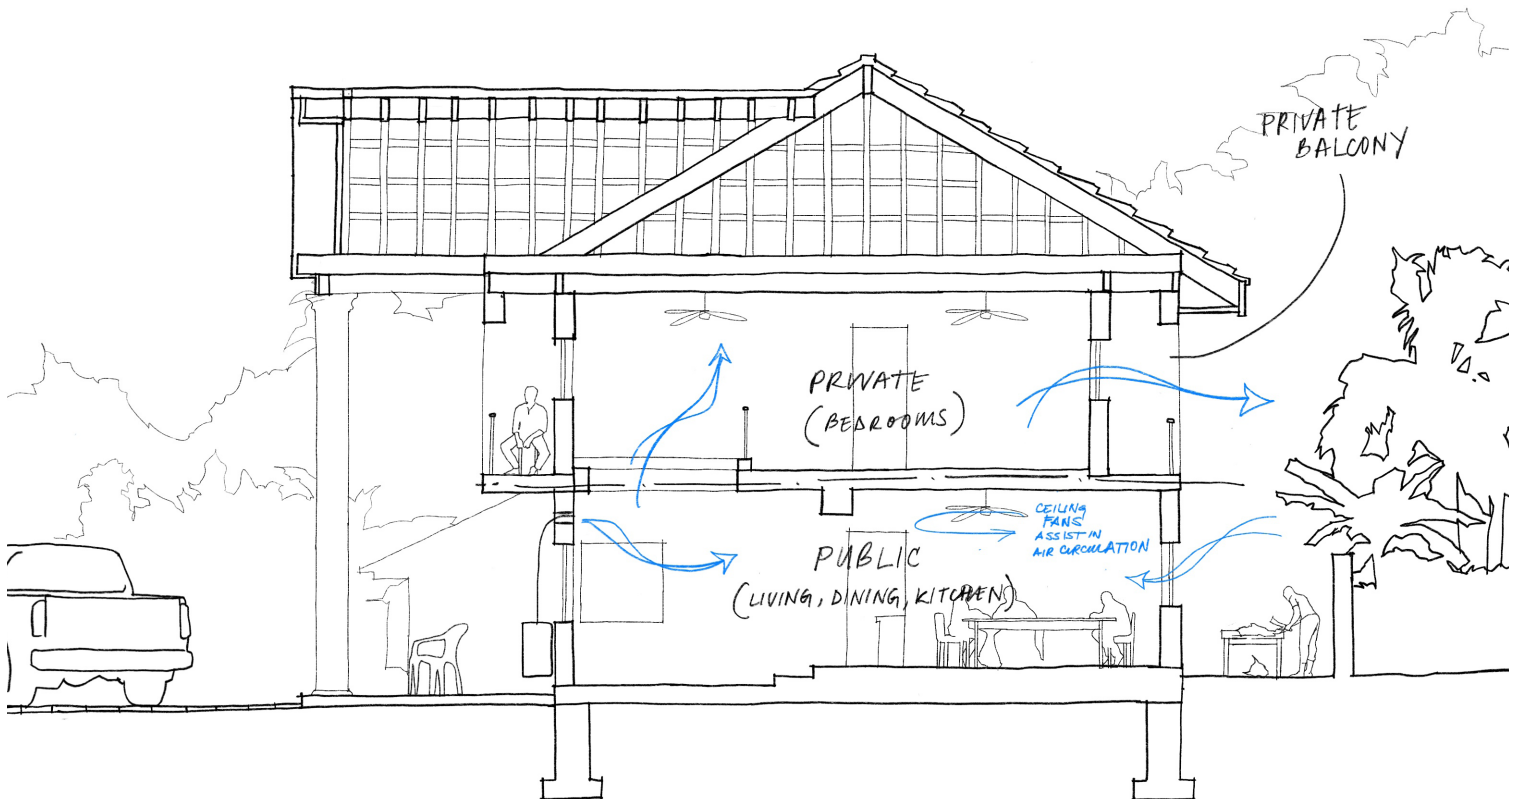 PRIVATE
BALCONY
PRIVATE
(BEDROOMS)
CEILING
FANS
ASSIST IN
AIR CIRCULATION
PUBLIC
(LIVING, DINING, KITCHEN)